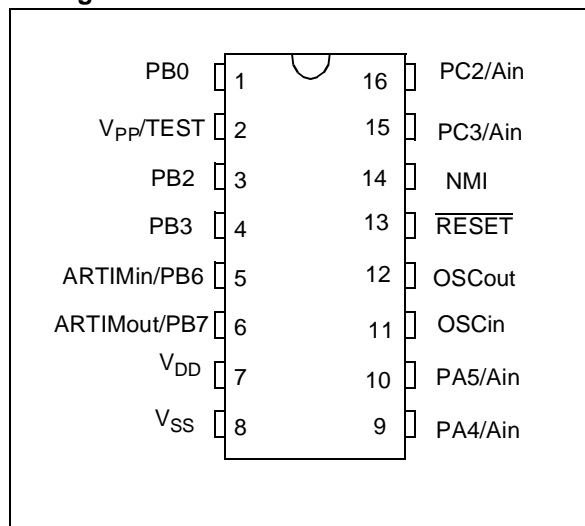 PB0 1 16 PC2/Ain
VPP/TEST 2 15 PC3/Ain
PB2 3 14 NMI
PB3 4 13 RESET
ARTIMin/PB6 5 12 OSCout
ARTIMout/PB7 6 11 OSCin
VDD 7 10 PA5/Ain
VSS 8 9 PA4/Ain